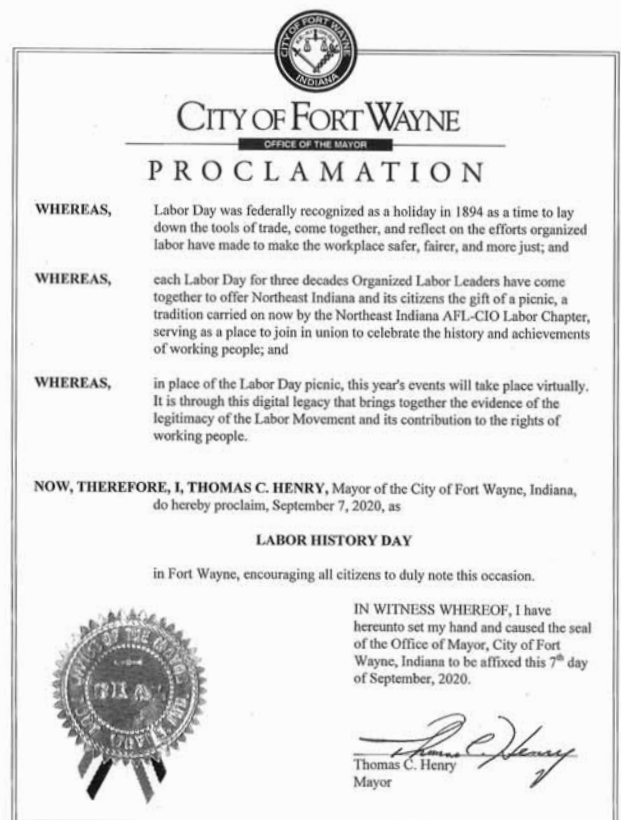 CITY OF FORT WAYNE
INDIANA
CITY OF FORT WAYNE
OFFICE OF THE MAYOR
PROCLAMATION
WHEREAS, Labor Day was federally recognized as a holiday in 1894 as a time to lay
down the tools of trade, come together, and reflect on the efforts organized
labor have made to make the workplace safer, fairer, and more just; and
WHEREAS, each Labor Day for three decades Organized Labor Leaders have come
together to offer Northeast Indiana and its citizens the gift of a picnic, a
tradition carried on now by the Northeast Indiana AFL-CIO Labor Chapter,
serving as a place to join in union to celebrate the history and achievements
of working people; and
WHEREAS, in place of the Labor Day picnic, this year's events will take place virtually.
It is through this digital legacy that brings together the evidence of the
legitimacy of the Labor Movement and its contribution to the rights of
working people.
NOW, THEREFORE, I, THOMAS C. HENRY, Mayor of the City of Fort Wayne, Indiana,
do hereby proclaim, September 7, 2020, as
LABOR HISTORY DAY
in Fort Wayne, encouraging all citizens to duly note this occasion.
IN WITNESS WHEREOF, I have
hereunto set my hand and caused the seal
of the Office of Mayor, City of Fort
Wayne, Indiana to be affixed this 7th day
of September, 2020.
Thomas C. Henry
Thomas C. Henry
Mayor
OFFICE OF THE MAYOR
SEAL